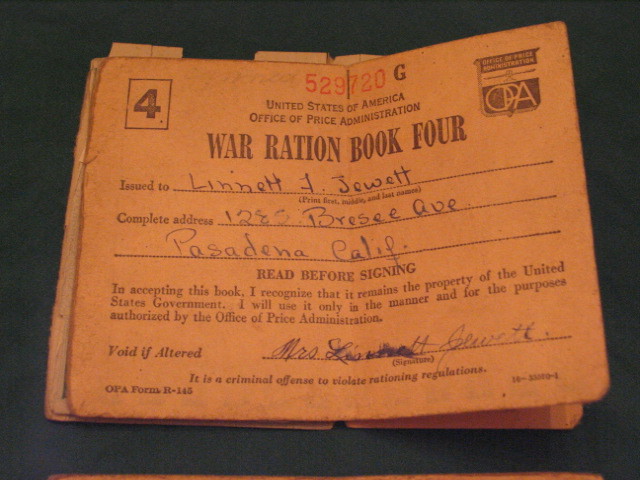 529720 G
4
OFFICE OF PRICE
ADMINISTRATION
OPA
UNITED STATES OF AMERICA
OFFICE OF PRICE ADMINISTRATION
WAR RATION BOOK FOUR
Issued to Linnett J. Jewett
(Print first, middle, and last names)
Complete address Bresee Ave.
Pasadena Calif.
READ BEFORE SIGNING
In accepting this book, I recognize that it remains the property of the United
States Government. I will use it only in the manner and for the purposes
authorized by the Office of Price Administration.
Void if Altered Mrs. Linnett Jewett.
(Signature)
It is a criminal offense to violate rationing regulations.
OPA Form R-145